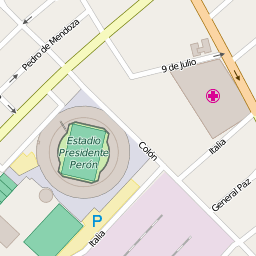 Pedro de Mendoza
9 de Julio
Estadio
Presidente
Perón
Colón
Italia
General Paz
P
Italia